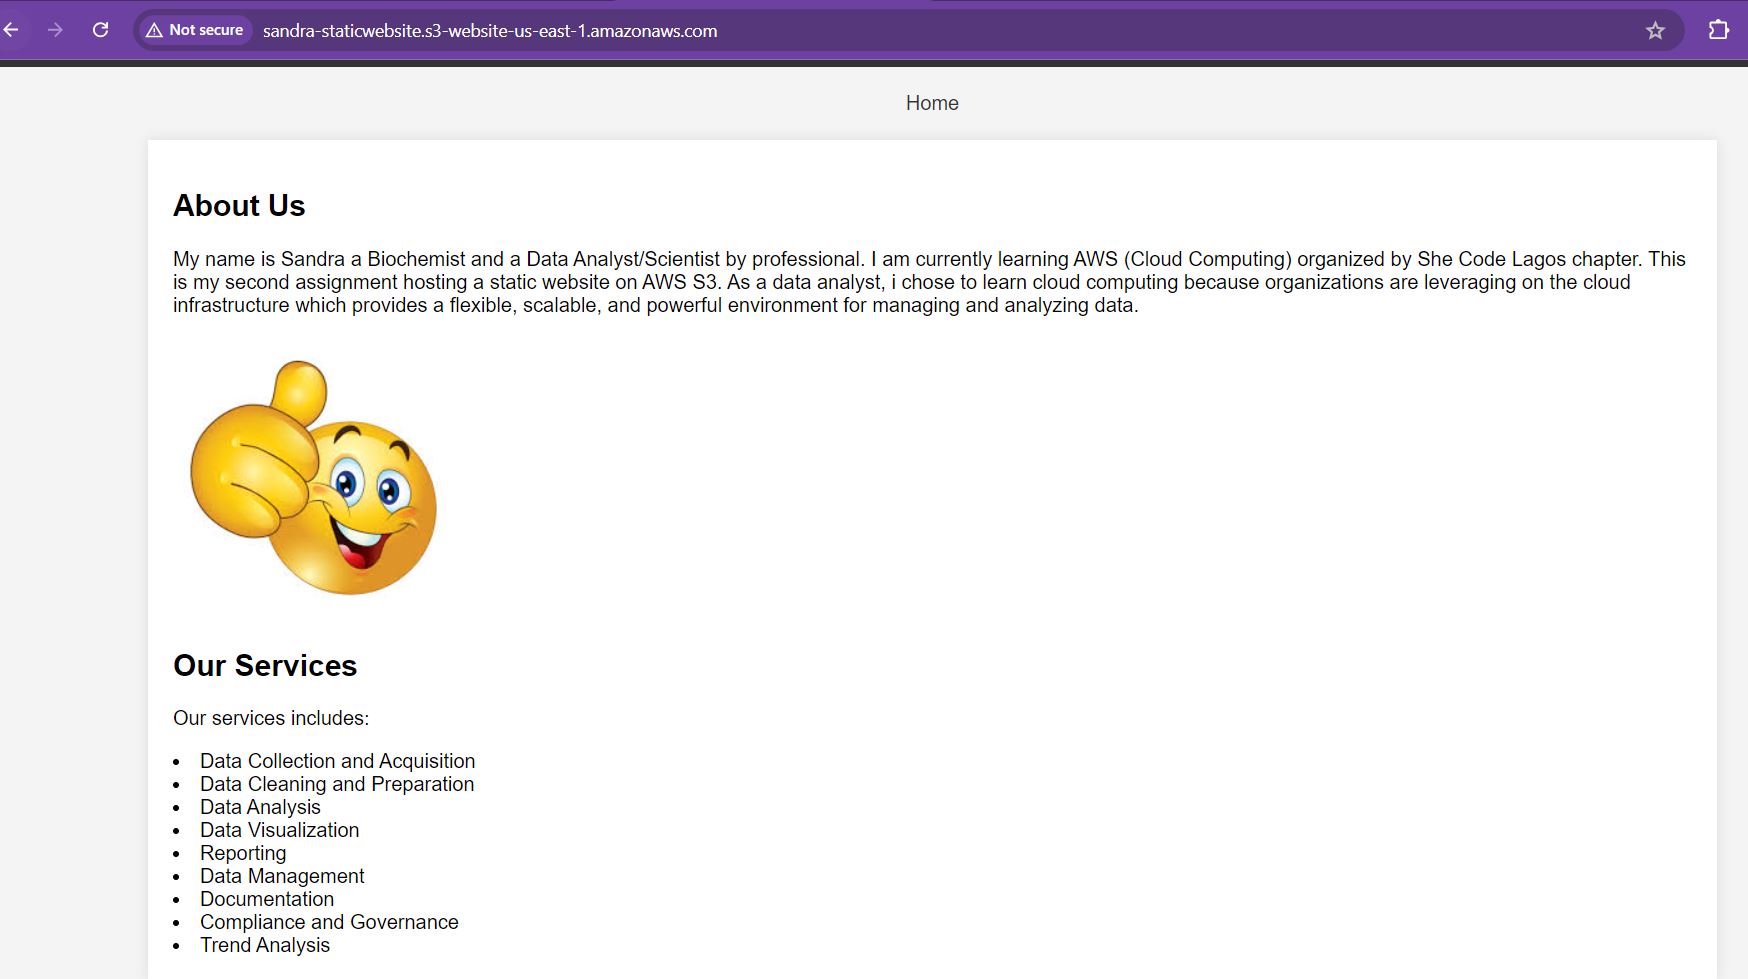 Not secure
sandra-staticwebsite.s3-website-us-east-1.amazonaws.com
Home
About Us
My name is Sandra a Biochemist and a Data Analyst/Scientist by professional. I am currently learning AWS (Cloud Computing) organized by She Code Lagos chapter. This
is my second assignment hosting a static website on AWS S3. As a data analyst, i chose to learn cloud computing because organizations are leveraging on the cloud
infrastructure which provides a flexible, scalable, and powerful environment for managing and analyzing data.
Our Services
Our services includes:
Data Collection and Acquisition
Data Cleaning and Preparation
Data Analysis
Data Visualization
Reporting
Data Management
Documentation
Compliance and Governance
Trend Analysis